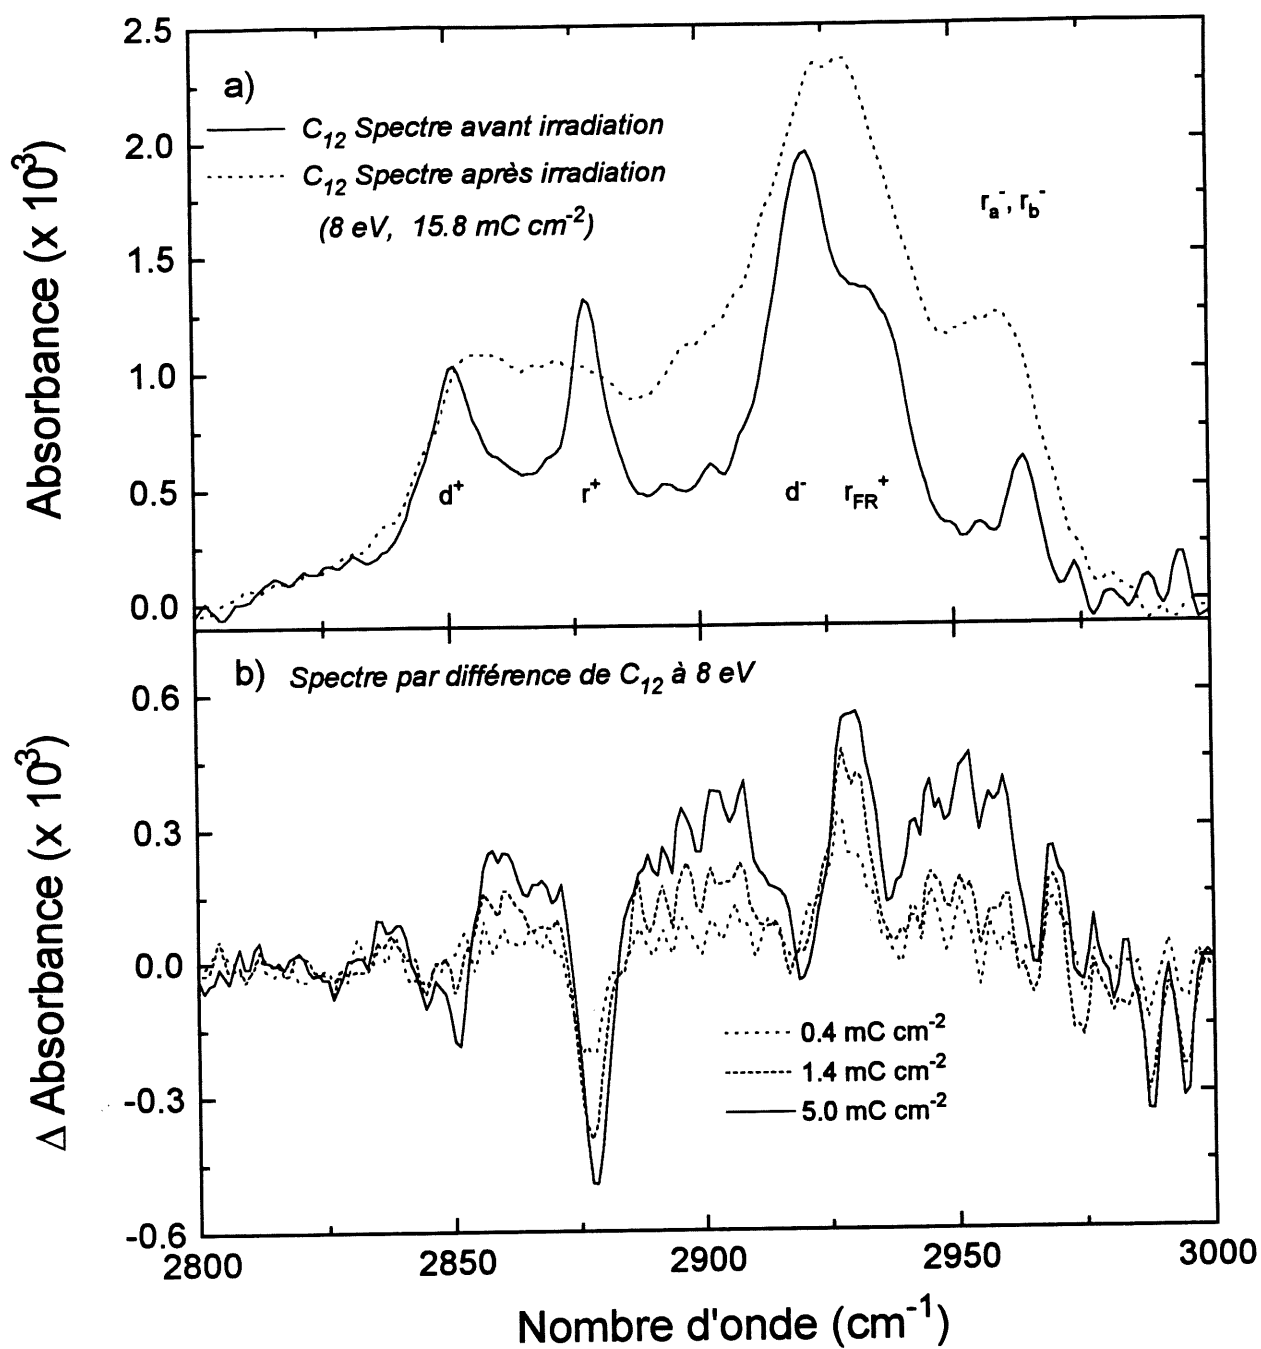 a)
C12 Spectre avant irradiation
C12 Spectre après irradiation
(8 eV, 15.8 mC cm-2)
ra-, rb-
d+
r+
d-
rFR+
Absorbance (x 103)
2.5
2.0
1.5
1.0
0.5
0.0
b) Spectre par différence de C12 à 8 eV
0.4 mC cm-2
1.4 mC cm-2
5.0 mC cm-2
Δ Absorbance (x 103)
0.6
0.3
0.0
-0.3
-0.6
2800 2850 2900 2950 3000
Nombre d'onde (cm-1)